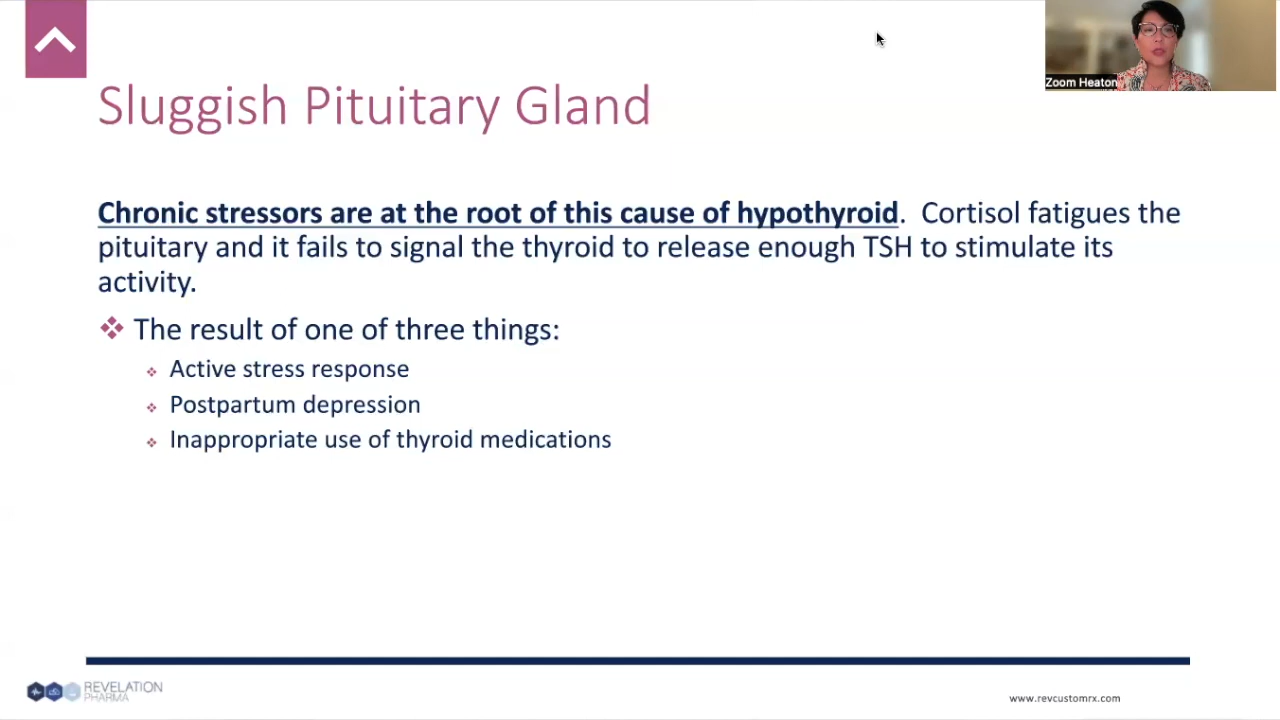 Zoom Heaton
Sluggish Pituitary Gland
Chronic stressors are at the root of this cause of hypothyroid. Cortisol fatigues the
pituitary and it fails to signal the thyroid to release enough TSH to stimulate its
activity.
The result of one of three things:
Active stress response
Postpartum depression
Inappropriate use of thyroid medications
REVELATION
PHARMA
www.revcustomrx.com